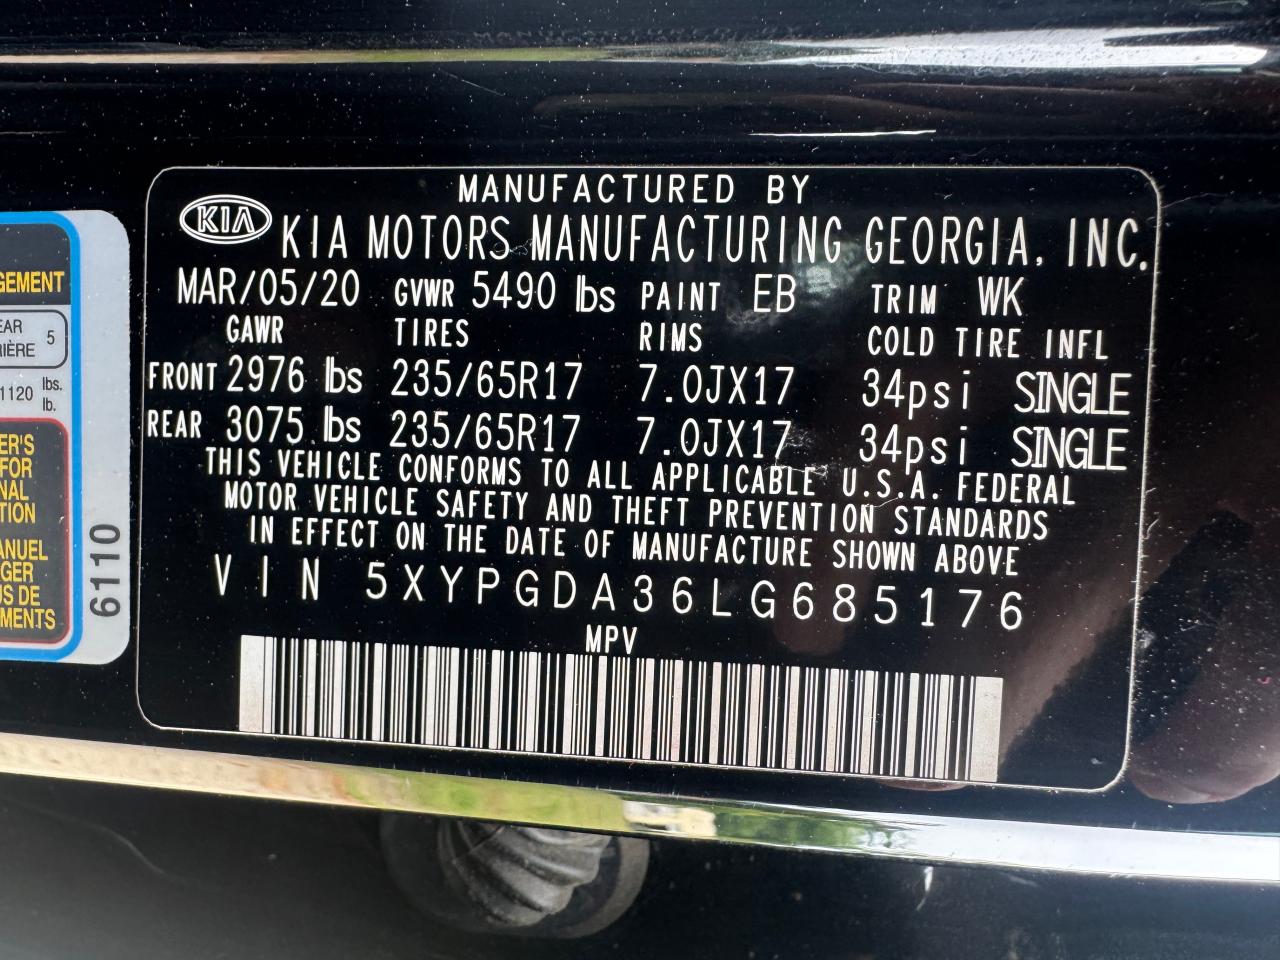 MANUFACTURED BY
KIA KIA MOTORS MANUFACTURING GEORGIA, INC.
MAR/05/20 GVWR 5490 lbs PAINT EB TRIM WK
GAWR TIRES RIMS COLD TIRE INFL
FRONT 2976 lbs 235/65R17 7.0JX17 34psi SINGLE
REAR 3075 lbs 235/65R17 7.0JX17 34psi SINGLE
THIS VEHICLE CONFORMS TO ALL APPLICABLE U.S.A. FEDERAL
MOTOR VEHICLE SAFETY AND THEFT PREVENTION STANDARDS
IN EFFECT ON THE DATE OF MANUFACTURE SHOWN ABOVE
VIN 5XYPGDA36LG685176
MPV
GEMENT
EAR
IÈRE 5
1120 lbs.
lb.
ER'S
FOR
NAL
TION
ANUEL
GER
US DE
MENTS
6110